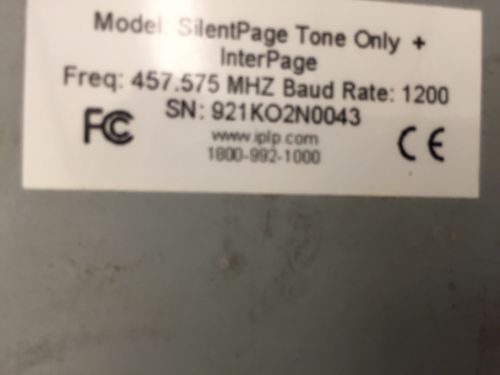 Model: SilentPage Tone Only +
InterPage
Freq: 457.575 MHZ Baud Rate: 1200
SN: 921KO2N0043
FC
www.iplp.com
1800-992-1000
CE